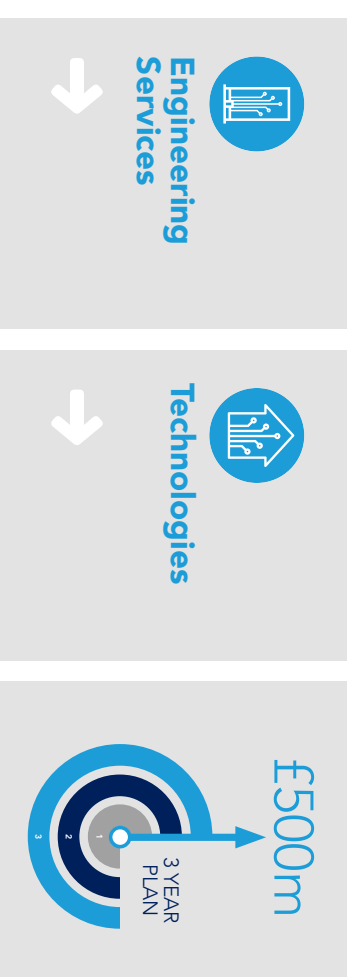 Engineering
Services
Technologies
£500m
3 YEAR
PLAN
1
2
3